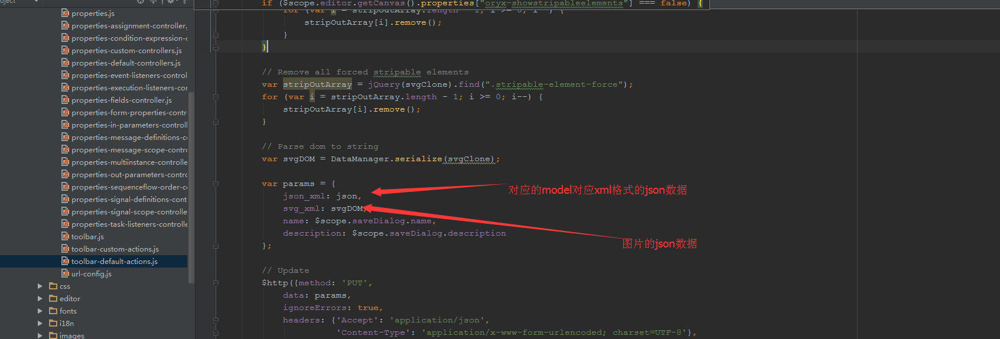 oject
properties.js
properties-assignment-controller.
properties-condition-expression-c
properties-custom-controllers.js
properties-default-controllers.js
properties-event-listeners-control
properties-execution-listeners-cor
properties-fields-controller.js
properties-form-properties-contr
properties-in-parameters-controll
properties-message-definitions-c
properties-message-scope-contro
properties-multiinstance-controlle
properties-out-parameters-contro
properties-sequenceflow-order-c
properties-signal-definitions-cont
properties-signal-scope-controlle
properties-task-listeners-controlle
toolbar.js
toolbar-custom-actions.js
toolbar-default-actions.js
url-config.js
css
editor
fonts
i18n
images
if ($scope.editor.getCanvas().properties["oryx-showstripableelements"] === false) {
for (var i = stripOutArray.length - 1; i >= 0; i--) {
stripOutArray[i].remove();
}
}
// Remove all forced stripable elements
var stripOutArray = jQuery(svgClone).find(".stripable-element-force");
for (var i = stripOutArray.length - 1; i >= 0; i--) {
stripOutArray[i].remove();
}
// Parse dom to string
var svgDOM = DataManager.serialize(svgClone);
var params = {
json_xml: json,
对应的model对应xml格式的json数据
svg_xml: svgDOM,
name: $scope.saveDialog.name,
description: $scope.saveDialog.description
图片的json数据
};
// Update
$http({method: 'PUT',
data: params,
ignoreErrors: true,
headers: {'Accept': 'application/json',
'Content-Type': 'application/x-www-form-urlencoded; charset=UTF-8'},